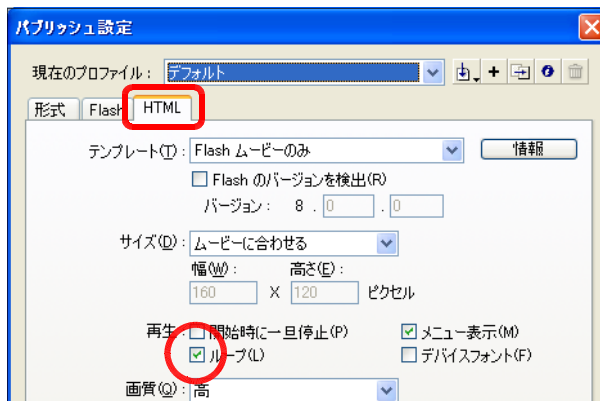 パブリッシュ設定
現在のプロファイル： デフォルト
形式 Flash HTML
テンプレート(T)： Flash ムービーのみ 情報
Flash のバージョンを検出(R)
バージョン： 8 . 0 . 0
サイズ(D)： ムービーに合わせる
幅(W)： 高さ(E)：
160 X 120 ピクセル
再生： 開始時に一旦停止(P) メニュー表示(M)
ループ(L) デバイスフォント(F)
画質(Q)： 高